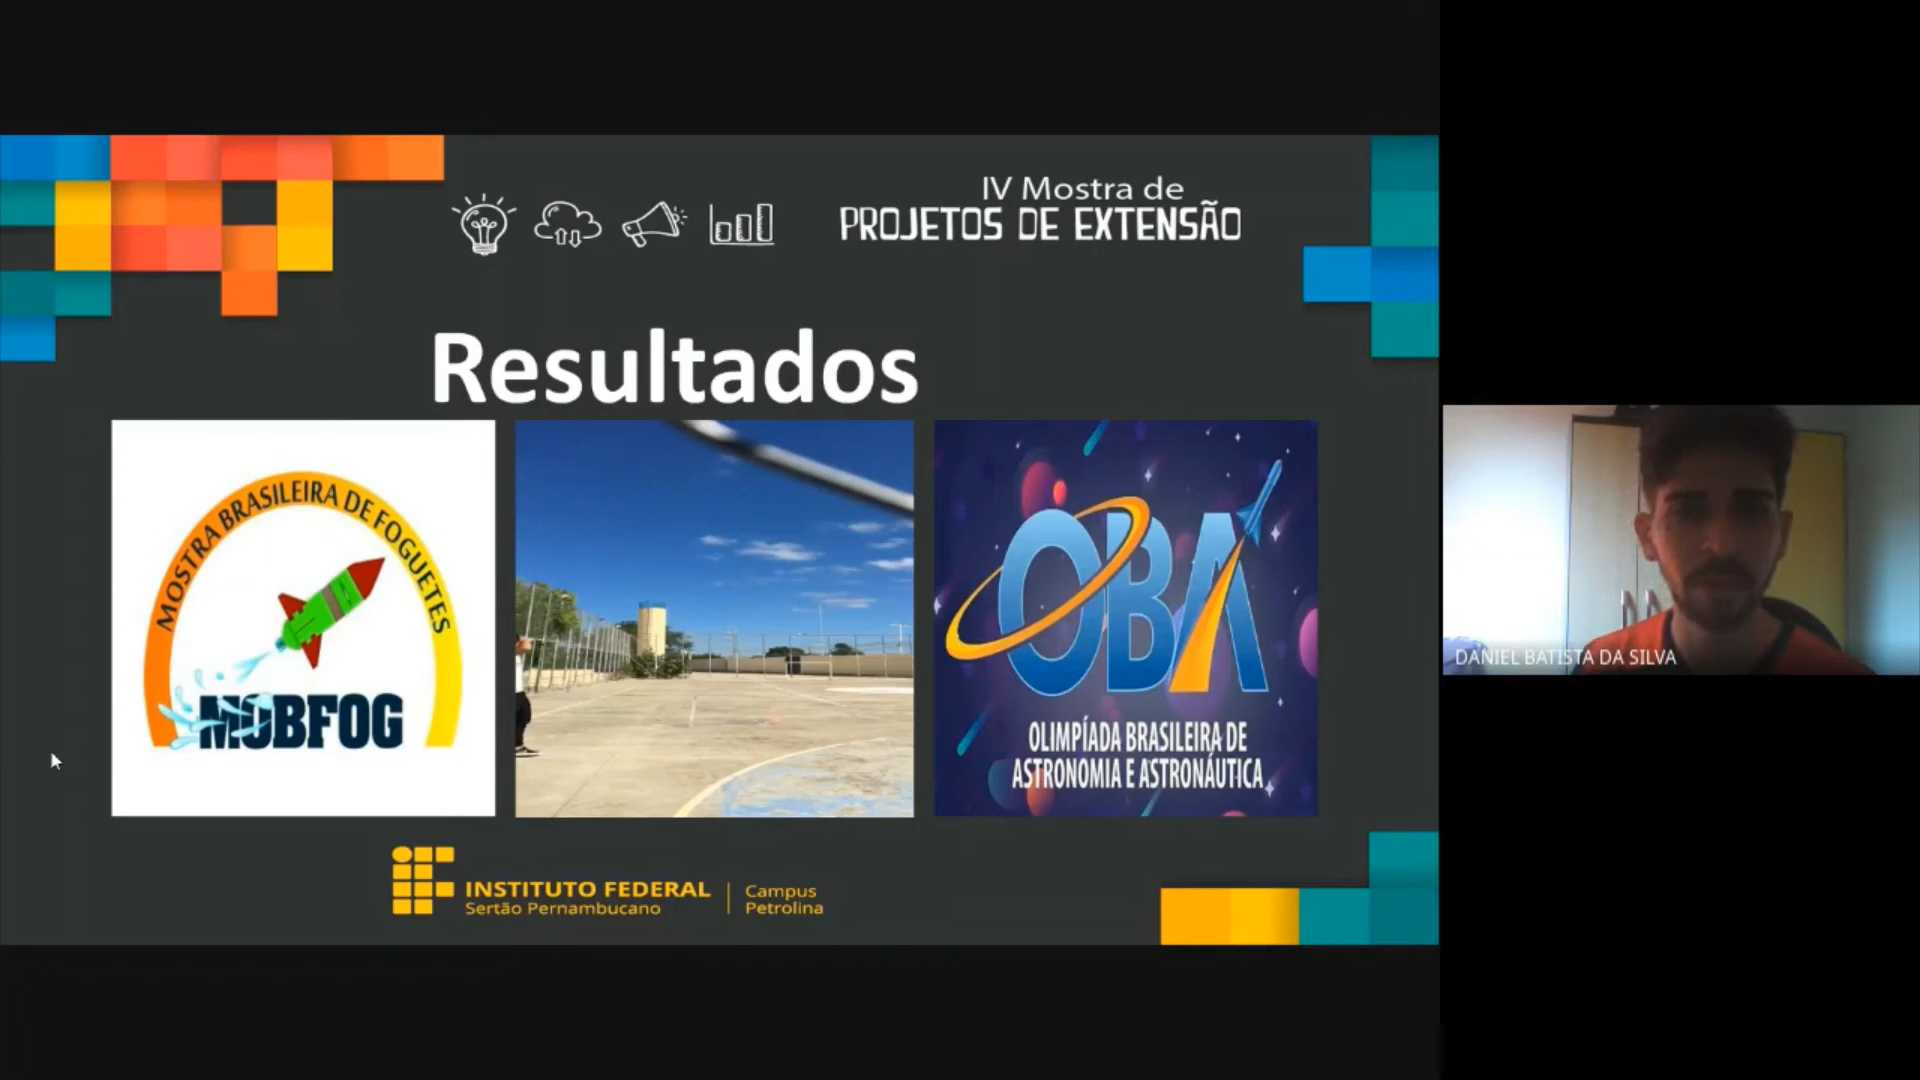 IV Mostra de
PROJETOS DE EXTENSÃO
Resultados
MOSTRA BRASILEIRA DE FOGUETES
MOBFOG
OBA
OLIMPÍADA BRASILEIRA DE
ASTRONOMIA E ASTRONÁUTICA
INSTITUTO FEDERAL
Sertão Pernambucano
Campus
Petrolina
DANIEL BATISTA DA SILVA